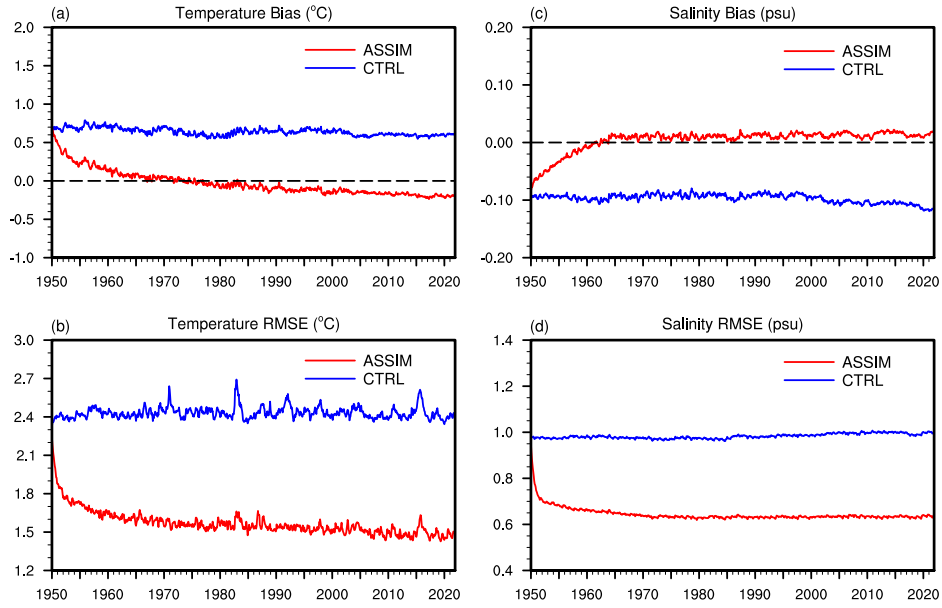 (a) Temperature Bias (°C)
2.0
1.5
1.0
0.5
0.0
-0.5
-1.0
ASSIM
CTRL
1950 1960 1970 1980 1990 2000 2010 2020
(c) Salinity Bias (psu)
0.20
0.10
0.00
-0.10
-0.20
ASSIM
CTRL
1950 1960 1970 1980 1990 2000 2010 2020
(b) Temperature RMSE (°C)
3.0
2.7
2.4
2.1
1.8
1.5
1.2
ASSIM
CTRL
1950 1960 1970 1980 1990 2000 2010 2020
(d) Salinity RMSE (psu)
1.4
1.2
1.0
0.8
0.6
0.4
ASSIM
CTRL
1950 1960 1970 1980 1990 2000 2010 2020